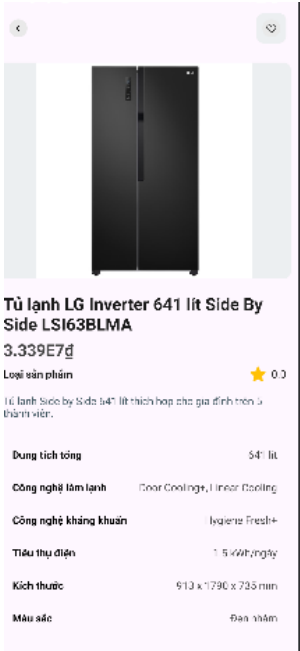 Tủ lạnh LG Inverter 641 lít Side By
Side LSI63BLMA
3.339E7₫
Loại sản phẩm
0.0
Tủ lạnh Side by Side 641 lít thích hợp cho gia đình trên 5
thành viên.
Dung tích tổng
641 lít
Công nghệ làm lạnh
Door Cooling+, Linear Cooling
Công nghệ kháng khuẩn
Hygiene Fresh+
Tiêu thụ điện
1.5 kWh/ngày
Kích thước
913 x 1790 x 735 mm
Màu sắc
Đen nhám